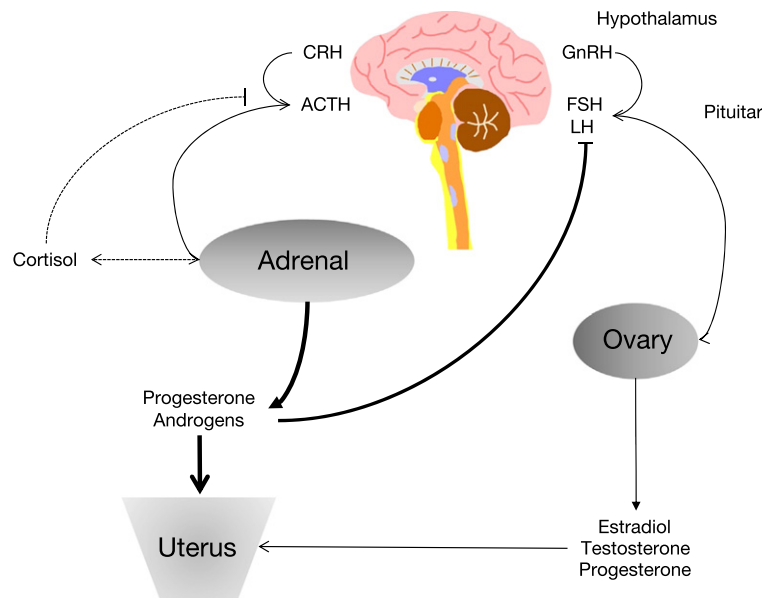 Hypothalamus
CRH
GnRH
ACTH
FSH
LH
Pituitar
Cortisol
Adrenal
Ovary
Progesterone
Androgens
Uterus
Estradiol
Testosterone
Progesterone